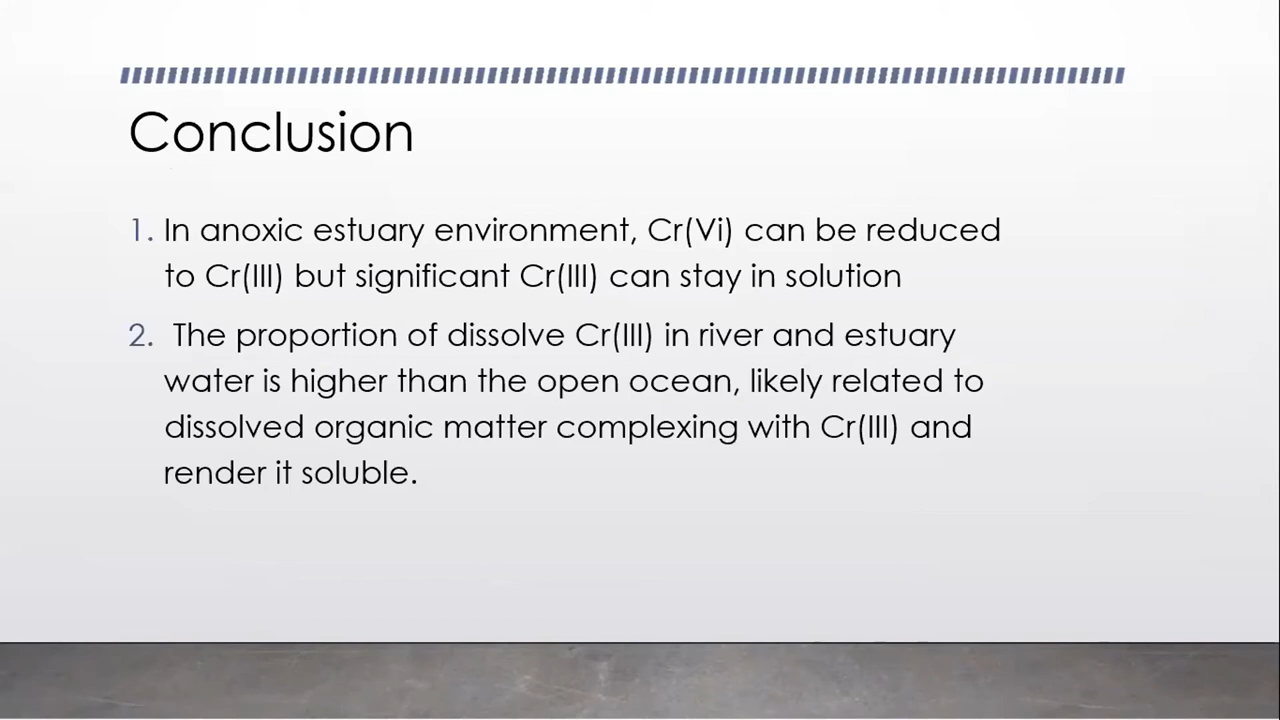 Conclusion
1. In anoxic estuary environment, Cr(Vi) can be reduced
to Cr(III) but significant Cr(III) can stay in solution
2. The proportion of dissolve Cr(III) in river and estuary
water is higher than the open ocean, likely related to
dissolved organic matter complexing with Cr(III) and
render it soluble.